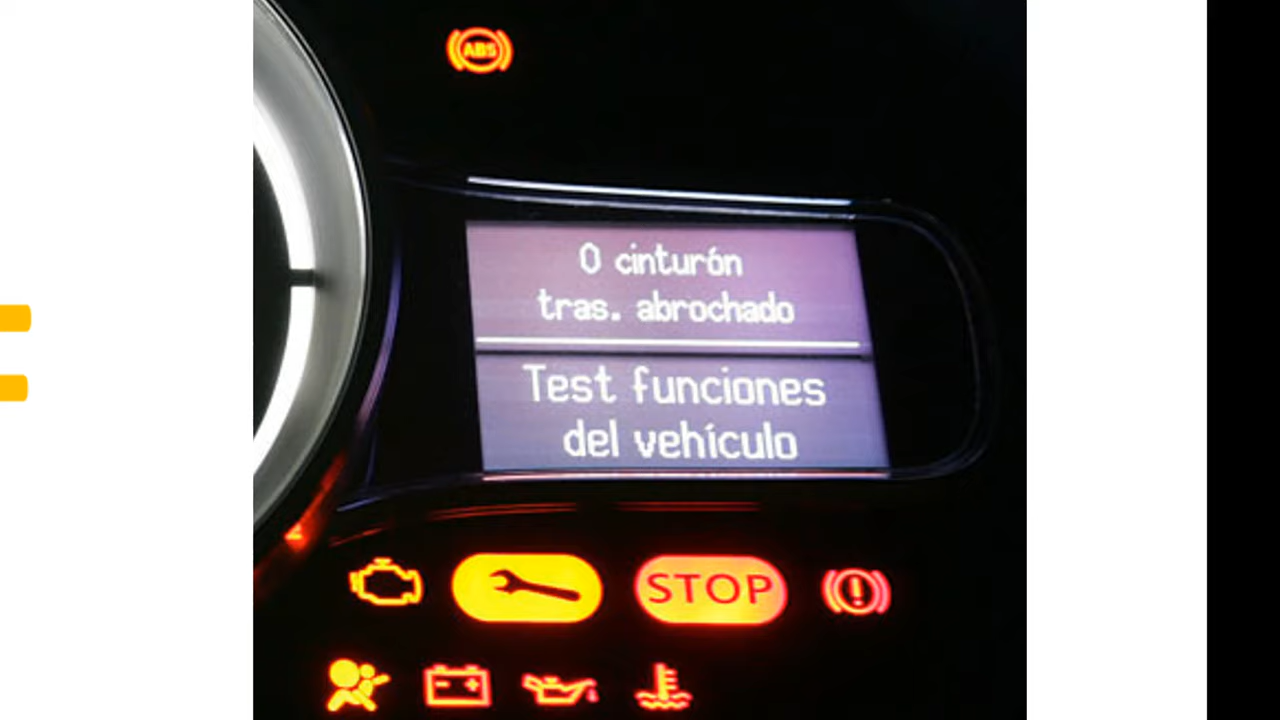 ABS
0 cinturón
tras. abrochado
Test funciones
del vehículo
STOP